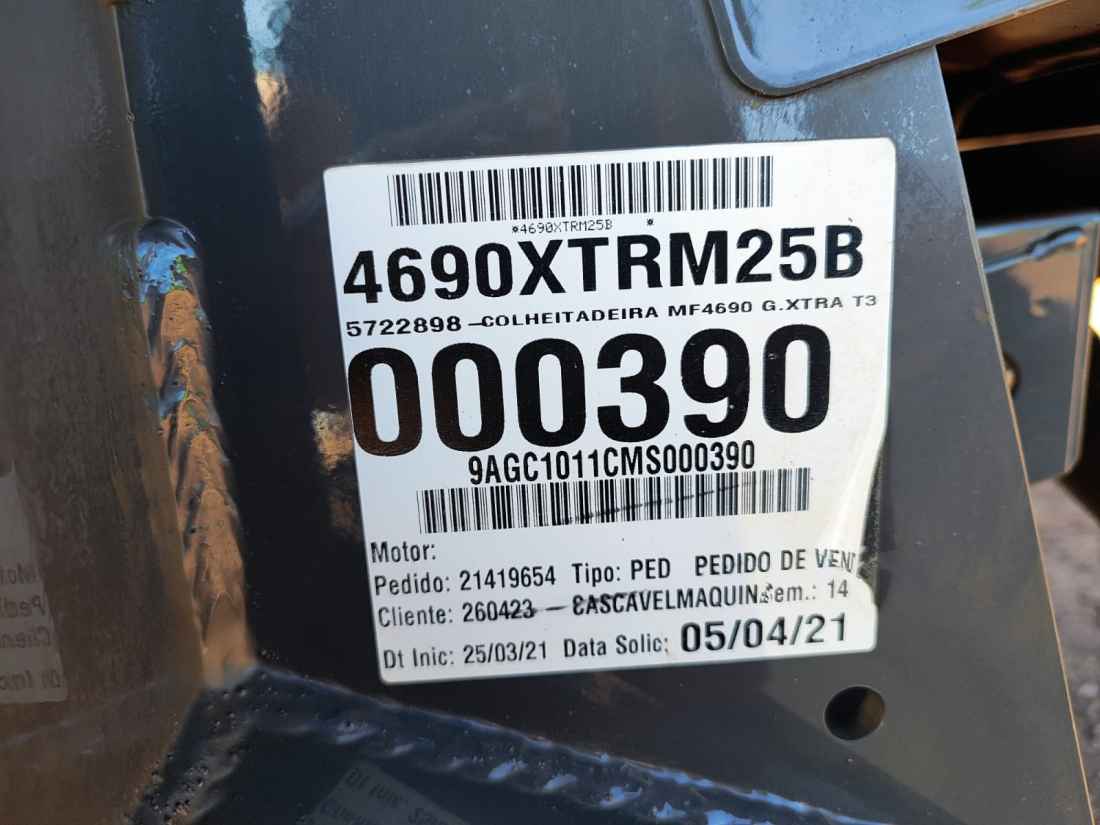 *4690XTRM25B *
4690XTRM25B
5722898 - COLHEITADEIRA MF4690 G.XTRA T3
000390
9AGC1011CMS000390
Motor:
Pedido: 21419654 Tipo: PED PEDIDO DE VEND
Cliente: 260423 - CASCAVELMAQUIN Sem.: 14
Dt Inic: 25/03/21 Data Solic: 05/04/21